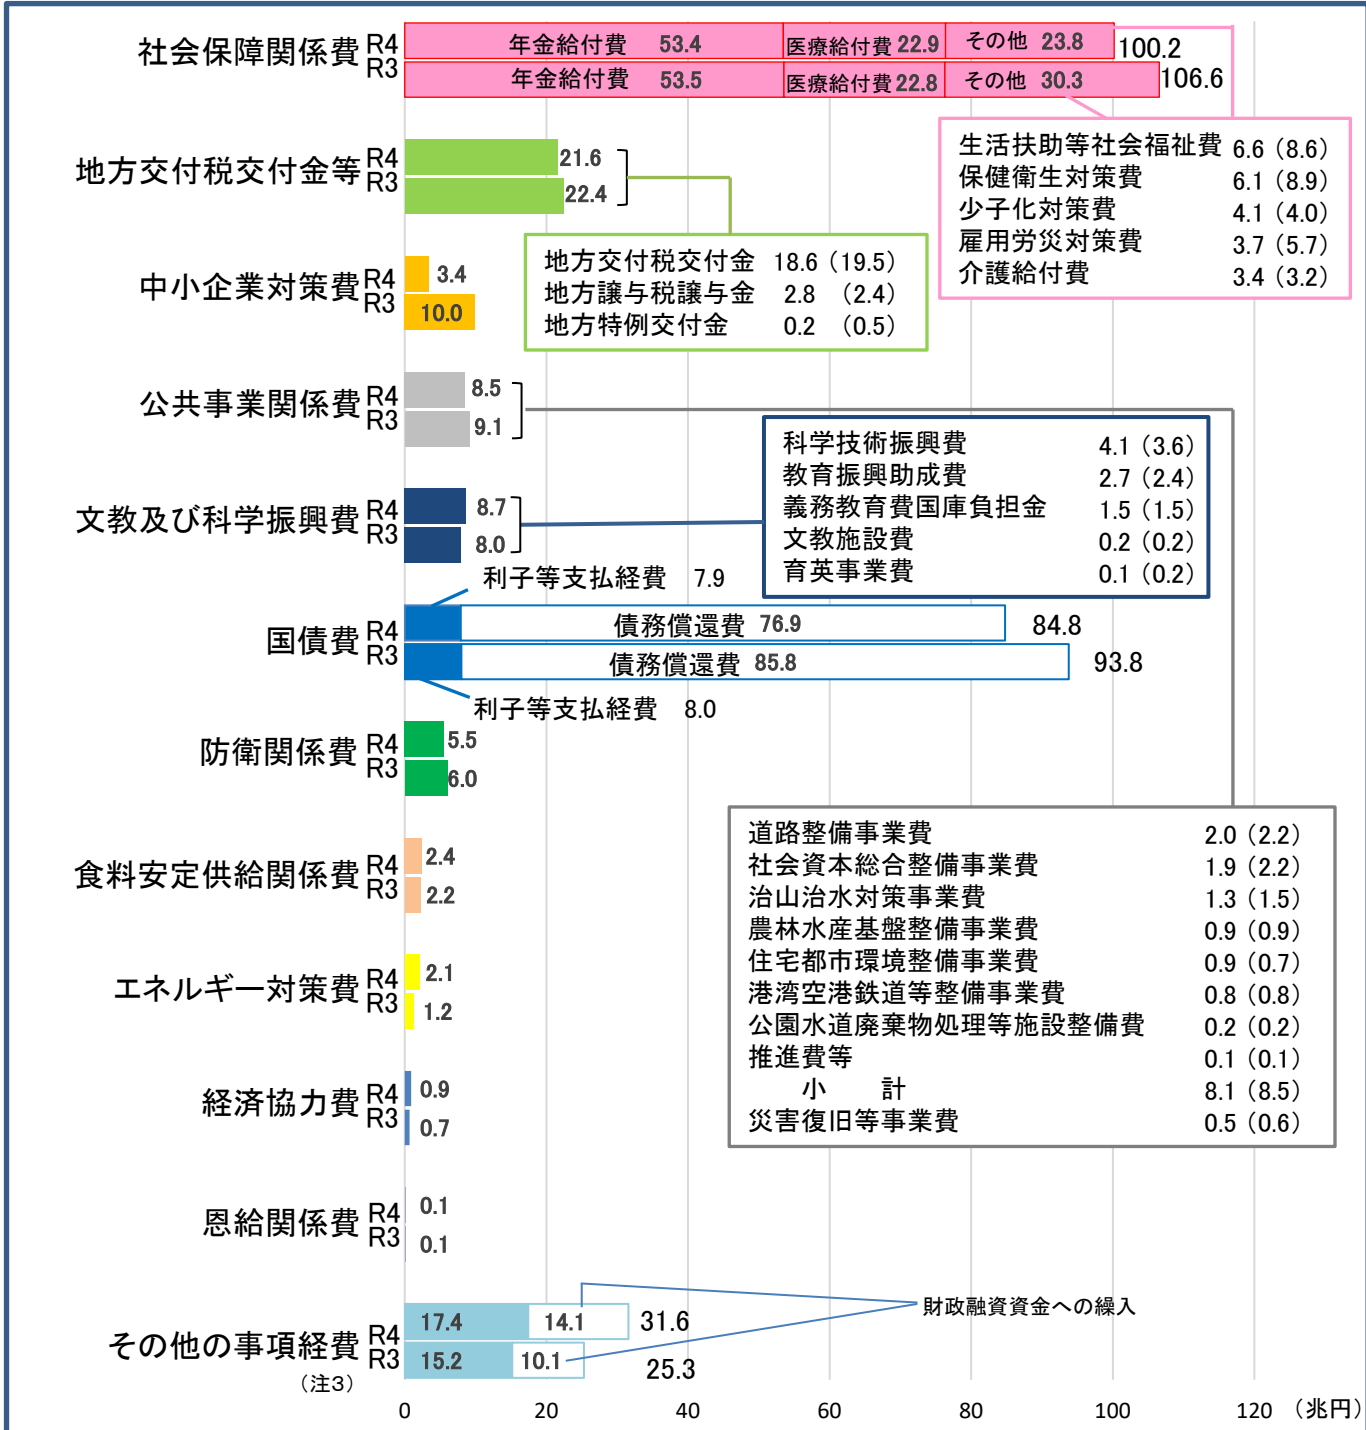 社会保障関係費 R4 年金給付費 53.4 医療給付費 22.9 その他 23.8 100.2
R3 年金給付費 53.5 医療給付費 22.8 その他 30.3 106.6
生活扶助等社会福祉費 6.6（8.6）
保健衛生対策費 6.1（8.9）
少子化対策費 4.1（4.0）
雇用労災対策費 3.7（5.7）
介護給付費 3.4（3.2）
地方交付税交付金等 R4 21.6
R3 22.4
地方交付税交付金 18.6（19.5）
地方譲与税譲与金 2.8 （2.4）
地方特例交付金 0.2 （0.5）
中小企業対策費 R4 3.4
R3 10.0
公共事業関係費 R4 8.5
R3 9.1
科学技術振興費 4.1（3.6）
教育振興助成費 2.7（2.4）
義務教育費国庫負担金 1.5（1.5）
文教施設費 0.2（0.2）
育英事業費 0.1（0.2）
文教及び科学振興費 R4 8.7
R3 8.0
利子等支払経費 7.9
国債費 R4 債務償還費 76.9 84.8
R3 債務償還費 85.8 93.8
利子等支払経費 8.0
防衛関係費 R4 5.5
R3 6.0
道路整備事業費 2.0（2.2）
社会資本総合整備事業費 1.9（2.2）
治山治水対策事業費 1.3（1.5）
農林水産基盤整備事業費 0.9（0.9）
住宅都市環境整備事業費 0.9（0.7）
港湾空港鉄道等整備事業費 0.8（0.8）
公園水道廃棄物処理等施設整備費 0.2（0.2）
推進費等 0.1（0.1）
小 計 8.1（8.5）
災害復旧等事業費 0.5（0.6）
食料安定供給関係費 R4 2.4
R3 2.2
エネルギー対策費 R4 2.1
R3 1.2
経済協力費 R4 0.9
R3 0.7
恩給関係費 R4 0.1
R3 0.1
財政融資資金への繰入
その他の事項経費 R4 17.4 14.1 31.6
R3 15.2 10.1 25.3
（注3）
0 20 40 60 80 100 120 （兆円）